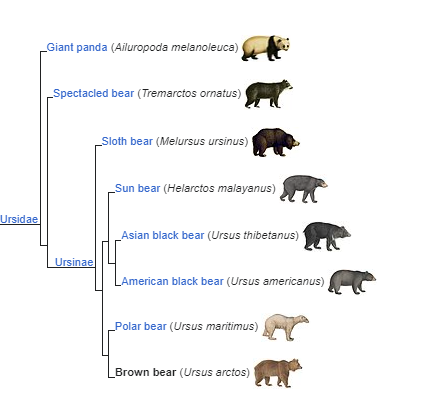 Giant panda (Ailuropoda melanoleuca)
Spectacled bear (Tremarctos ornatus)
Sloth bear (Melursus ursinus)
Sun bear (Helarctos malayanus)
Ursidae
Asian black bear (Ursus thibetanus)
Ursinae
American black bear (Ursus americanus)
Polar bear (Ursus maritimus)
Brown bear (Ursus arctos)